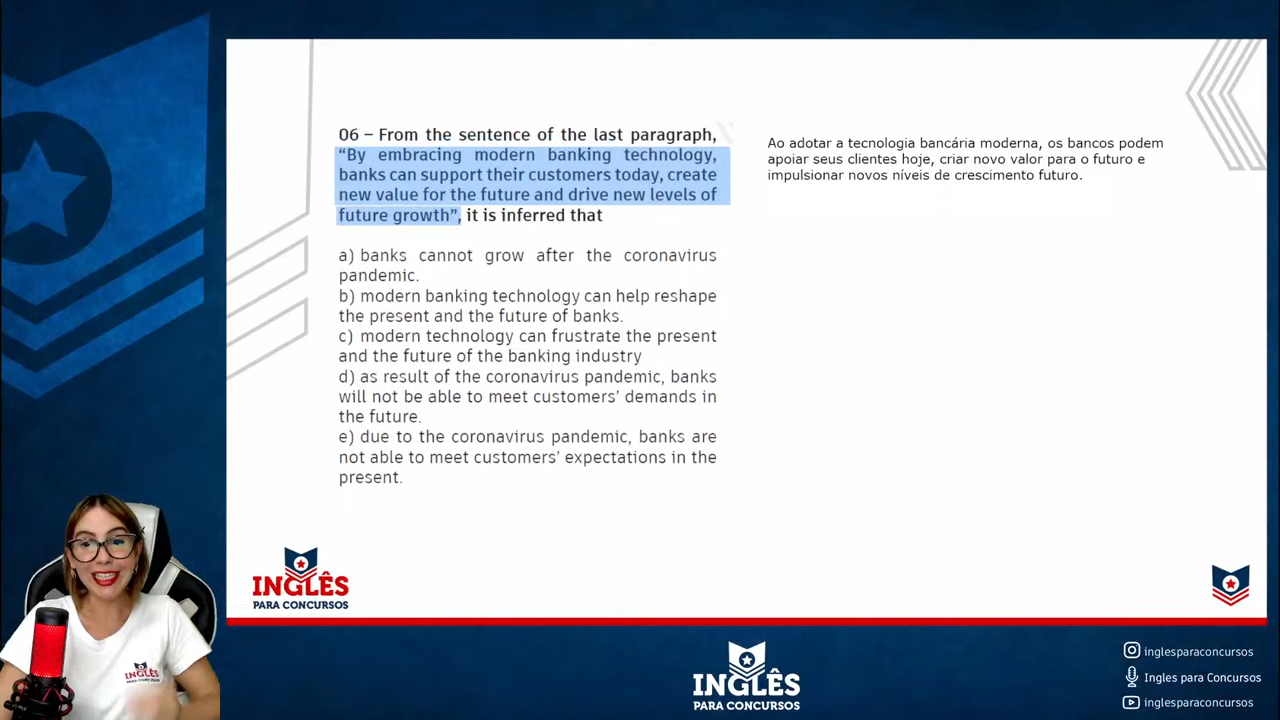 06 – From the sentence of the last paragraph,
“By embracing modern banking technology,
banks can support their customers today, create
new value for the future and drive new levels of
future growth”, it is inferred that
a) banks cannot grow after the coronavirus
pandemic.
b) modern banking technology can help reshape
the present and the future of banks.
c) modern technology can frustrate the present
and the future of the banking industry
d) as result of the coronavirus pandemic, banks
will not be able to meet customers’ demands in
the future.
e) due to the coronavirus pandemic, banks are
not able to meet customers’ expectations in the
present.
Ao adotar a tecnologia bancária moderna, os bancos podem
apoiar seus clientes hoje, criar novo valor para o futuro e
impulsionar novos níveis de crescimento futuro.
INGLÊS
PARA CONCURSOS
INGLÊS
PARA CONCURSOS
inglesparaconcursos
Ingles para Concursos
inglesparaconcursos